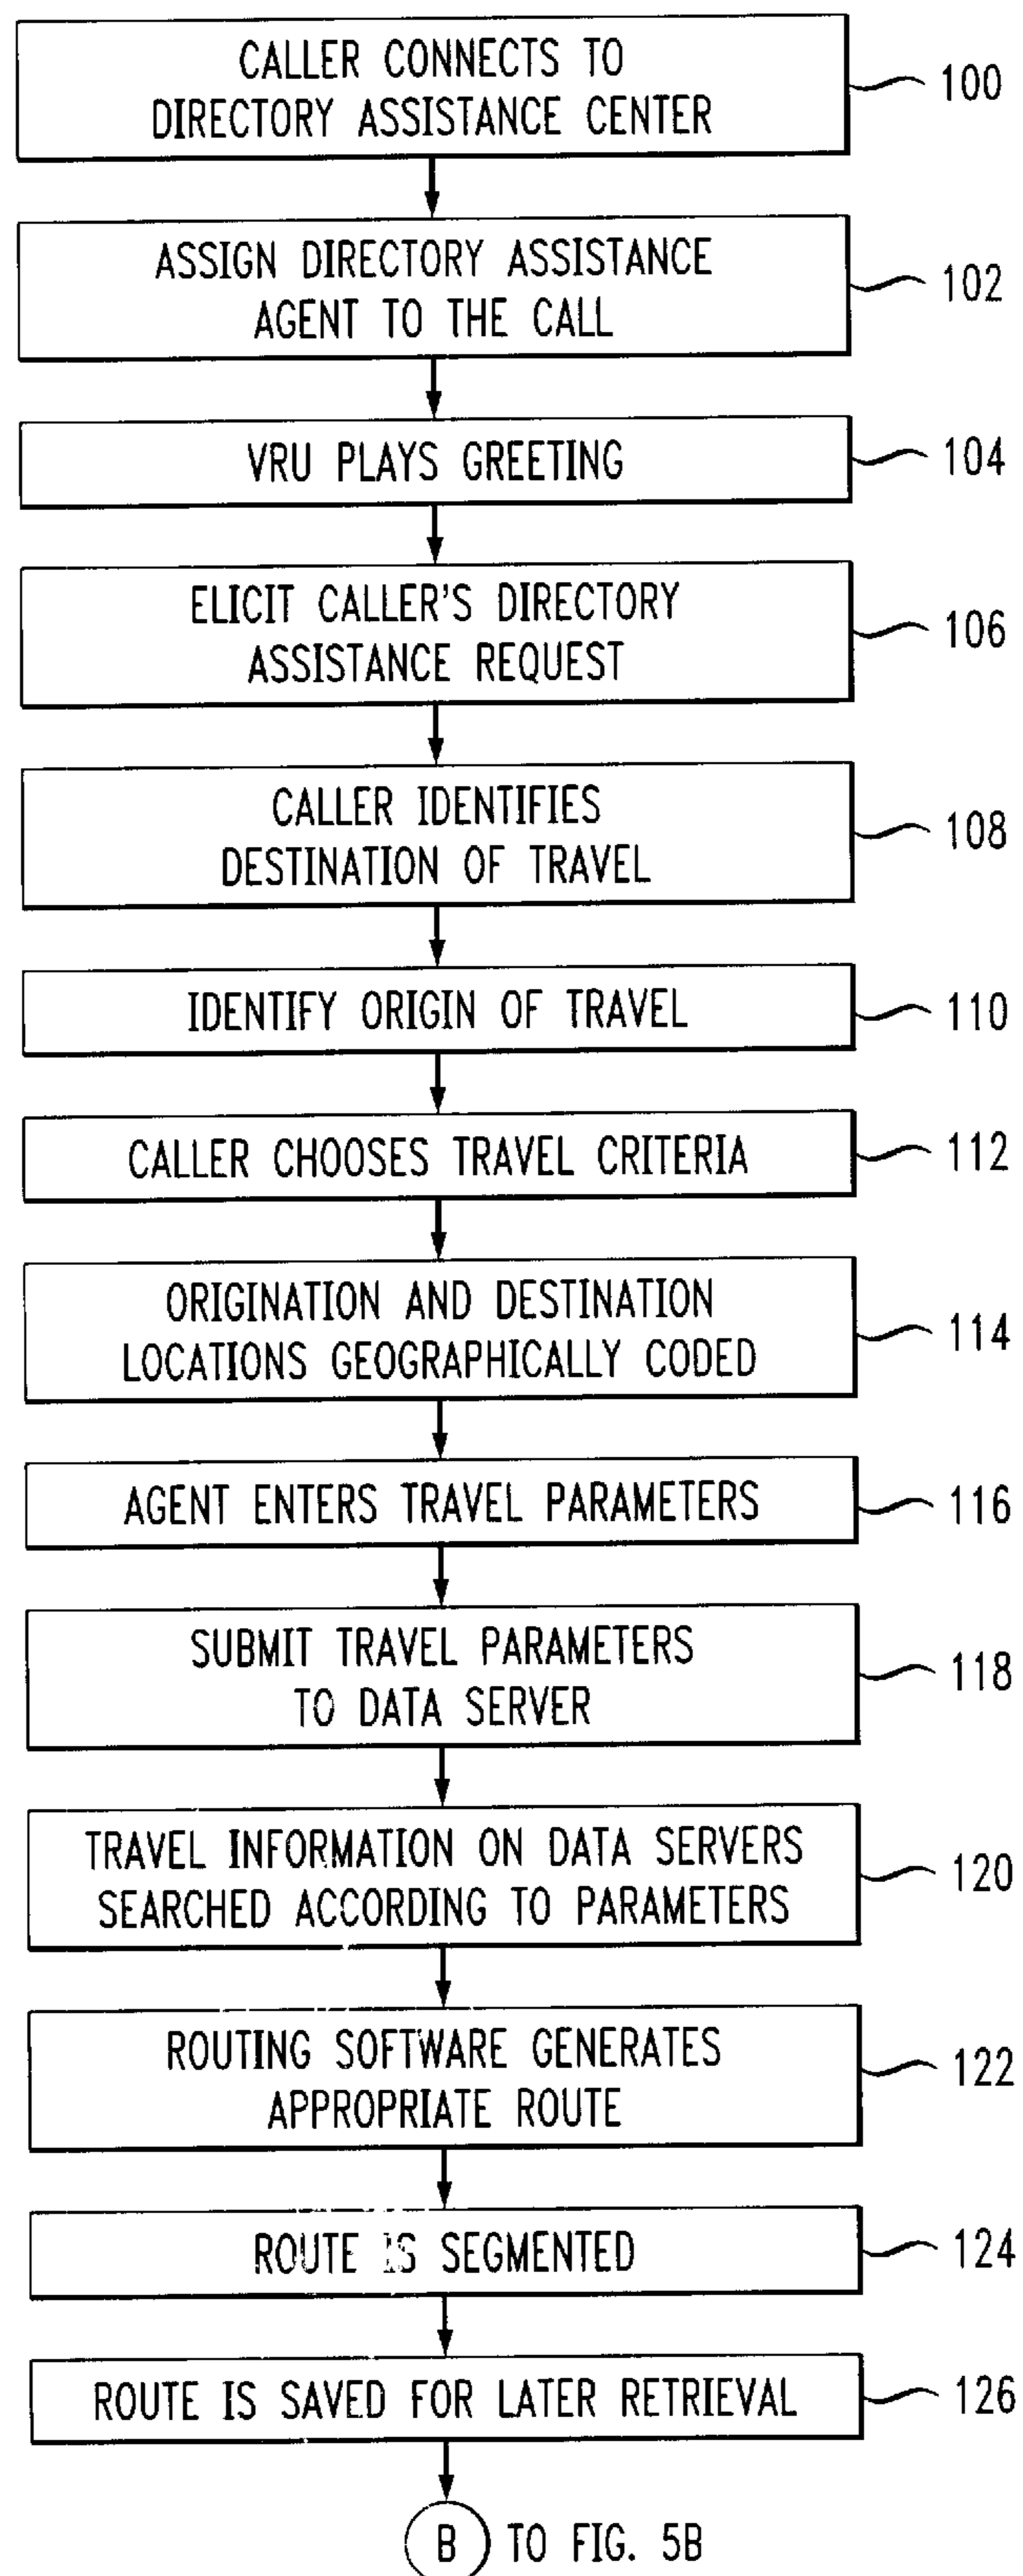 CALLER CONNECTS TO
DIRECTORY ASSISTANCE CENTER
100
ASSIGN DIRECTORY ASSISTANCE
AGENT TO THE CALL
102
VRU PLAYS GREETING
104
ELICIT CALLER'S DIRECTORY
ASSISTANCE REQUEST
106
CALLER IDENTIFIES
DESTINATION OF TRAVEL
108
IDENTIFY ORIGIN OF TRAVEL
110
CALLER CHOOSES TRAVEL CRITERIA
112
ORIGINATION AND DESTINATION
LOCATIONS GEOGRAPHICALLY CODED
114
AGENT ENTERS TRAVEL PARAMETERS
116
SUBMIT TRAVEL PARAMETERS
TO DATA SERVER
118
TRAVEL INFORMATION ON DATA SERVERS
SEARCHED ACCORDING TO PARAMETERS
120
ROUTING SOFTWARE GENERATES
APPROPRIATE ROUTE
122
ROUTE IS SEGMENTED
124
ROUTE IS SAVED FOR LATER RETRIEVAL
126
B TO FIG. 5B